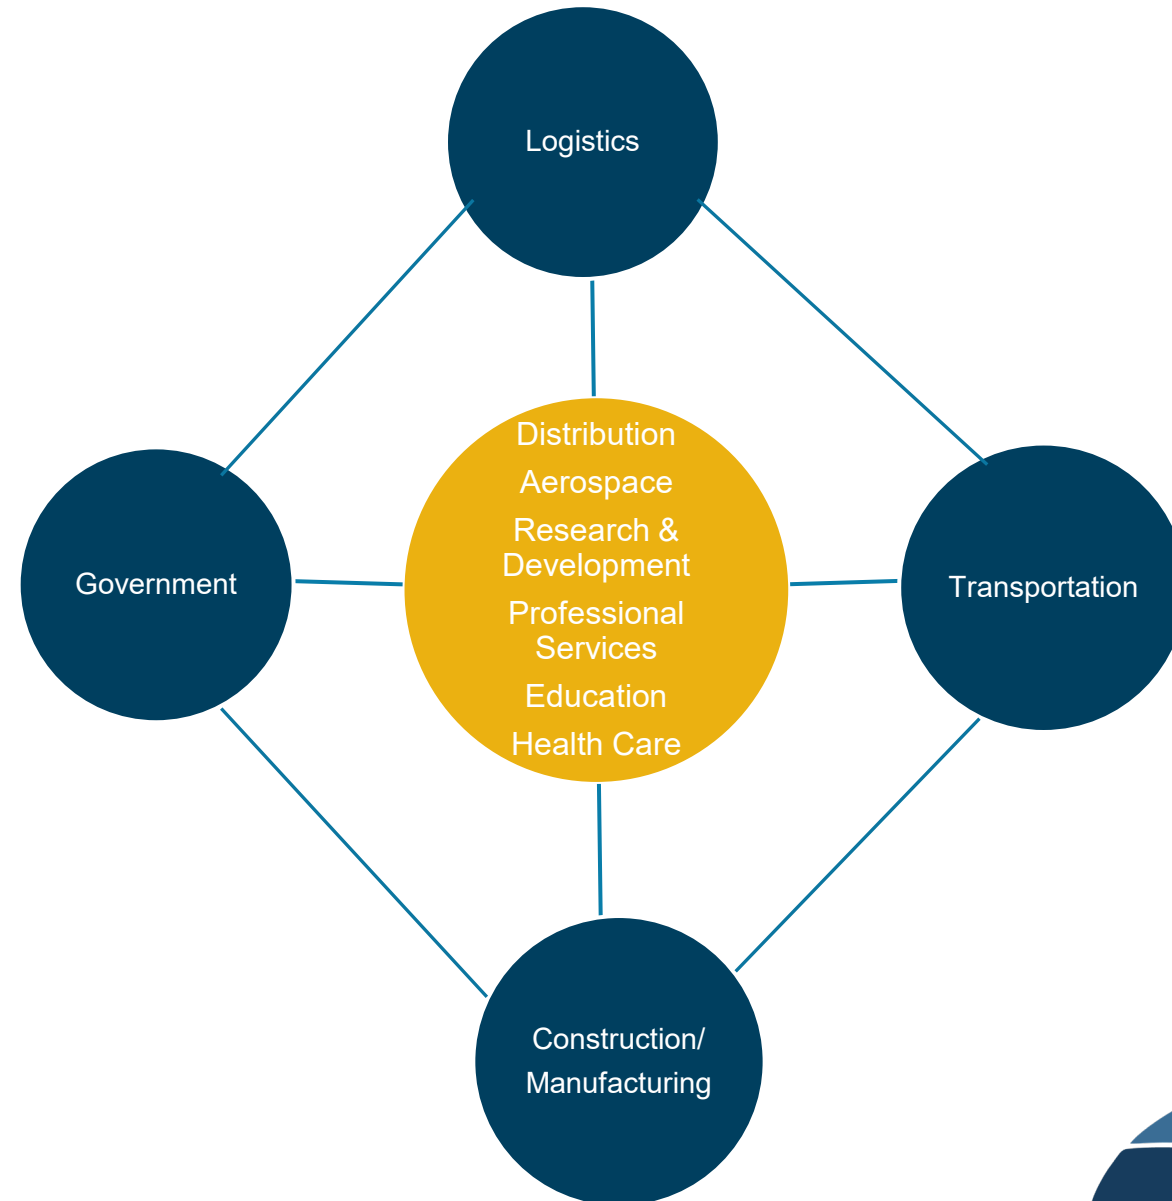 Logistics
Distribution
Aerospace
Research &
Development
Professional
Services
Education
Health Care
Government
Transportation
Construction/
Manufacturing